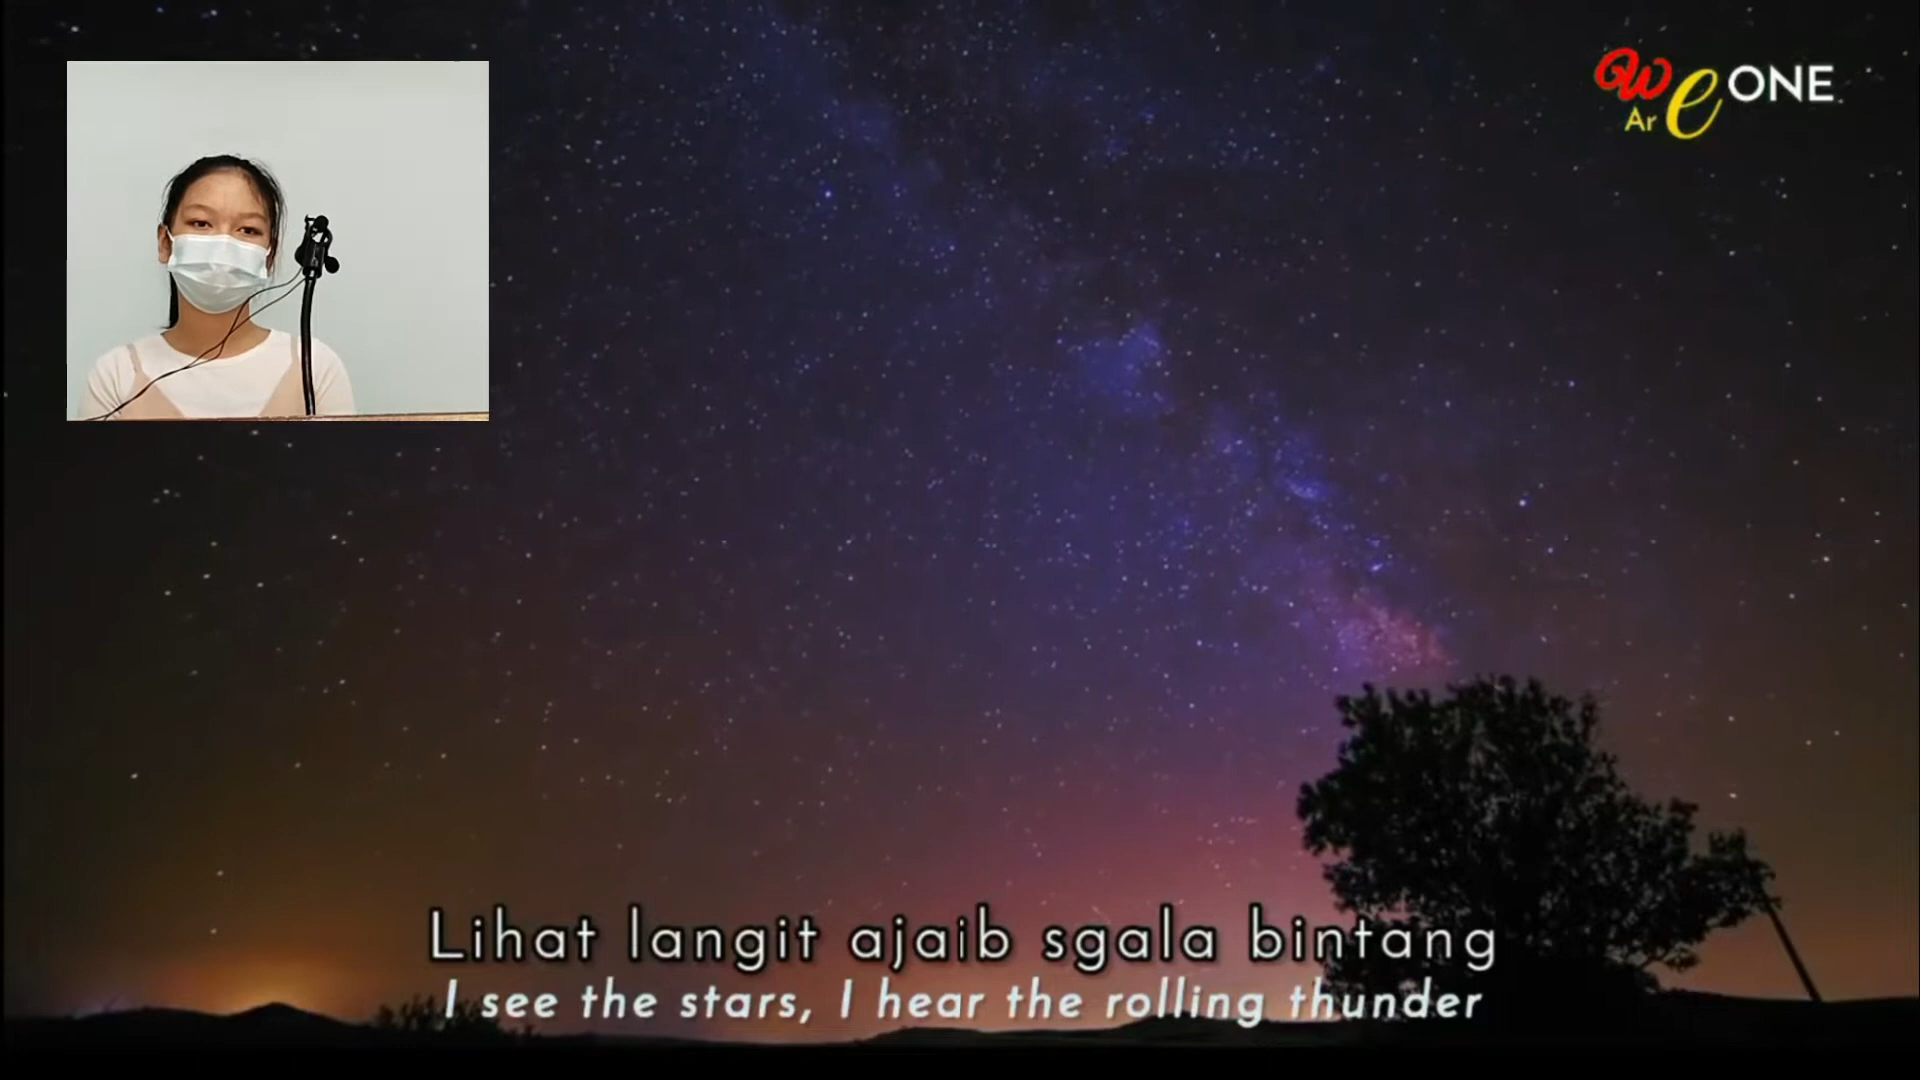 We Are ONE
Lihat langit ajaib sgala bintang
I see the stars, I hear the rolling thunder